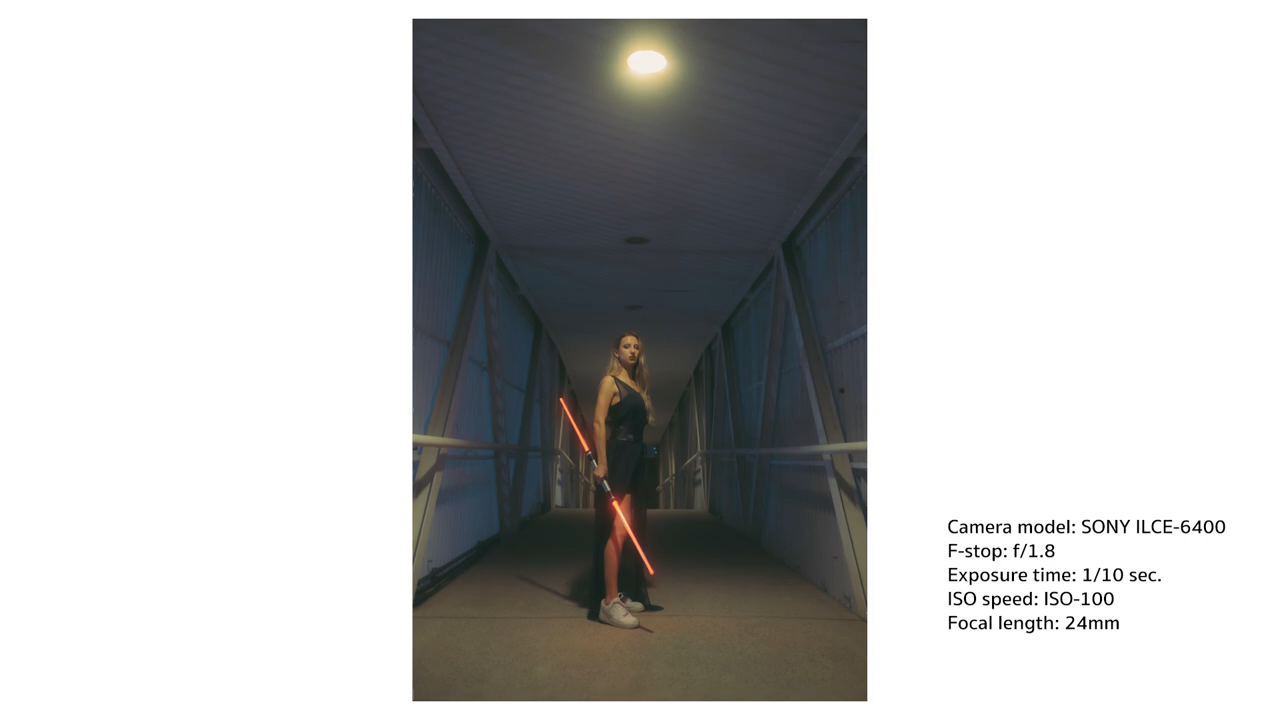 Camera model: SONY ILCE-6400
F-stop: f/1.8
Exposure time: 1/10 sec.
ISO speed: ISO-100
Focal length: 24mm